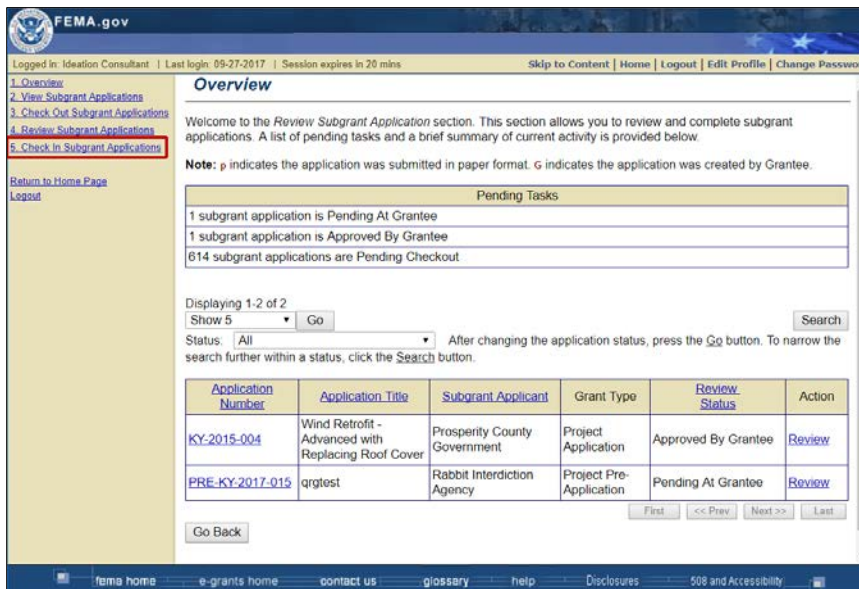 FEMA.gov
Logged in: Ideation Consultant | Last login: 09-27-2017 | Session expires in 20 mins
Skip to Content | Home | Logout | Edit Profile | Change Passwo
1. Overview
2. View Subgrant Applications
3. Check Out Subgrant Applications
4. Review Subgrant Applications
5. Check In Subgrant Applications
Return to Home Page
Logout
Overview
Welcome to the Review Subgrant Application section. This section allows you to review and complete subgrant
applications. A list of pending tasks and a brief summary of current activity is provided below.
Note: p indicates the application was submitted in paper format. G indicates the application was created by Grantee.
Pending Tasks
1 subgrant application is Pending At Grantee
1 subgrant application is Approved By Grantee
614 subgrant applications are Pending Checkout
Displaying 1-2 of 2
Show 5 Go Search
Status: All After changing the application status, press the Go button. To narrow the
search further within a status, click the Search button.
Application Number Application Title Subgrant Applicant Grant Type Review Status Action
KY-2015-004 Wind Retrofit - Advanced with Replacing Roof Cover Prosperity County Government Project Application Approved By Grantee Review
PRE-KY-2017-015 qrgtest Rabbit Interdiction Agency Project Pre-Application Pending At Grantee Review
First << Prev Next >> Last
Go Back
fema home e-grants home contact us glossary help Disclosures 508 and Accessibility